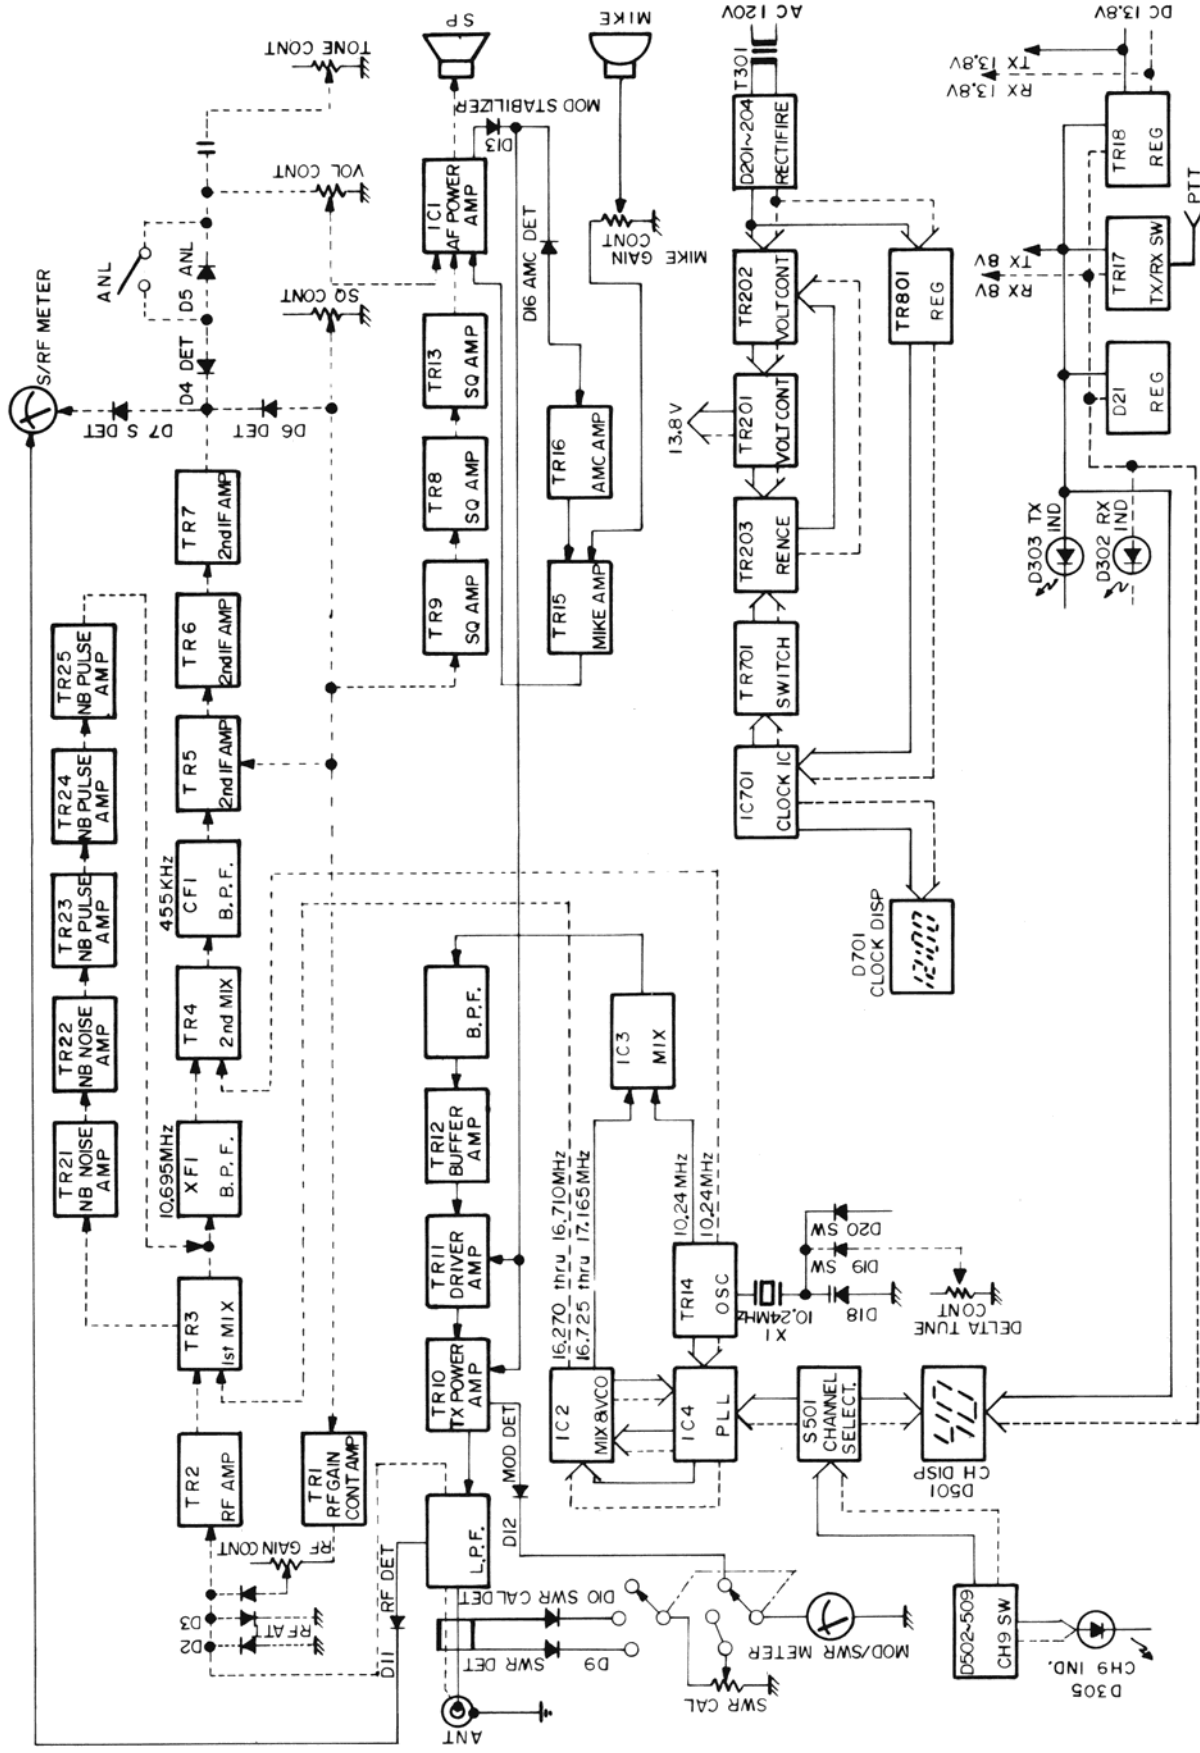 S/RF METER
ANL
D7 S DET
D4 DET
D5 ANL
D6 DET
SQ CONT
VOL CONT
TONE CONT
TR21
NB NOISE
AMP
TR22
NB NOISE
AMP
TR23
NB PULSE
AMP
TR24
NB PULSE
AMP
TR25
NB PULSE
AMP
D2
D3
RF ATT
RF
GAIN CONT
TR2
RF AMP
TR3
1st MIX
10.695MHz
XF1
B.P.F.
TR4
2nd MIX
455KHz
CF1
B.P.F.
TR5
2nd IF AMP
TR6
2nd IF AMP
TR7
2nd IF AMP
TR1
RF GAIN
CONT AMP
D11
RF DET
ANT
L.P.F.
TR10
TX POWER
AMP
TR11
DRIVER
AMP
TR12
BUFFER
AMP
B.P.F.
TR9
SQ AMP
TR8
SQ AMP
TR13
SQ AMP
IC1
AF POWER
AMP
SP
D13
MOD STABILIZER
D16 AMC DET
TR15
MIKE AMP
TR16
AMC AMP
MIKE
MIKE GAIN
CONT
D12
MOD DET
D10 SWR CAL DET
SWR DET
D9
SWR CAL
MOD/SWR METER
IC2
MIX & VCO
16.270 thru 16.710MHz
16.725 thru 17.165MHz
IC3
MIX
IC4
PLL
TR14
OSC
10.24MHz
10.24MHz
X1
10.24MHz
D18
D19
SW
D20 SW
DELTA TUNE
CONT
S501
CHANNEL
SELECT.
D501
CH DISP
D502~509
CH9 SW
D305
CH9 IND.
D701
CLOCK DISP
12:00
IC701
CLOCK IC
TR701
SWITCH
TR203
RENCE
TR201
VOLT CONT
13.8V
TR202
VOLT CONT
D201~204
RECTIFIRE
T301
AC 120V
TR801
REG
D303 TX
IND
D302 RX
IND
D21
REG
TR17
TX/RX SW
PTT
RX 8V
TX 8V
TR18
REG
RX 13.8V
TX 13.8V
DC 13.8V